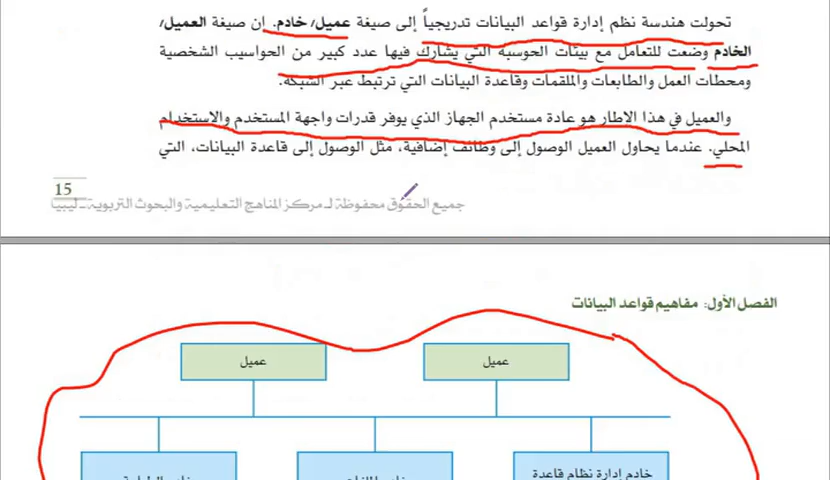 تحولت هندسة نظم إدارة قواعد البيانات تدريجياً إلى صيغة عميل/ خادم. إن صيغة العميل/
الخادم وضعت للتعامل مع بيئات الحوسبة التي يشارك فيها عدد كبير من الحواسيب الشخصية
ومحطات العمل والطابعات والملقمات وقاعدة البيانات التي ترتبط عبر الشبكة.
والعميل في هذا الاطار هو عادة مستخدم الجهاز الذي يوفر قدرات واجهة المستخدم والاستخدام
المحلي. عندما يحاول العميل الوصول إلى وظائف إضافية، مثل الوصول إلى قاعدة البيانات، التي
15
جميع الحقوق محفوظة لـ مركز المناهج التعليمية والبحوث التربوية - ليبيا
الفصل الأول: مفاهيم قواعد البيانات
عميل
عميل
خادم إدارة نظام قاعدة